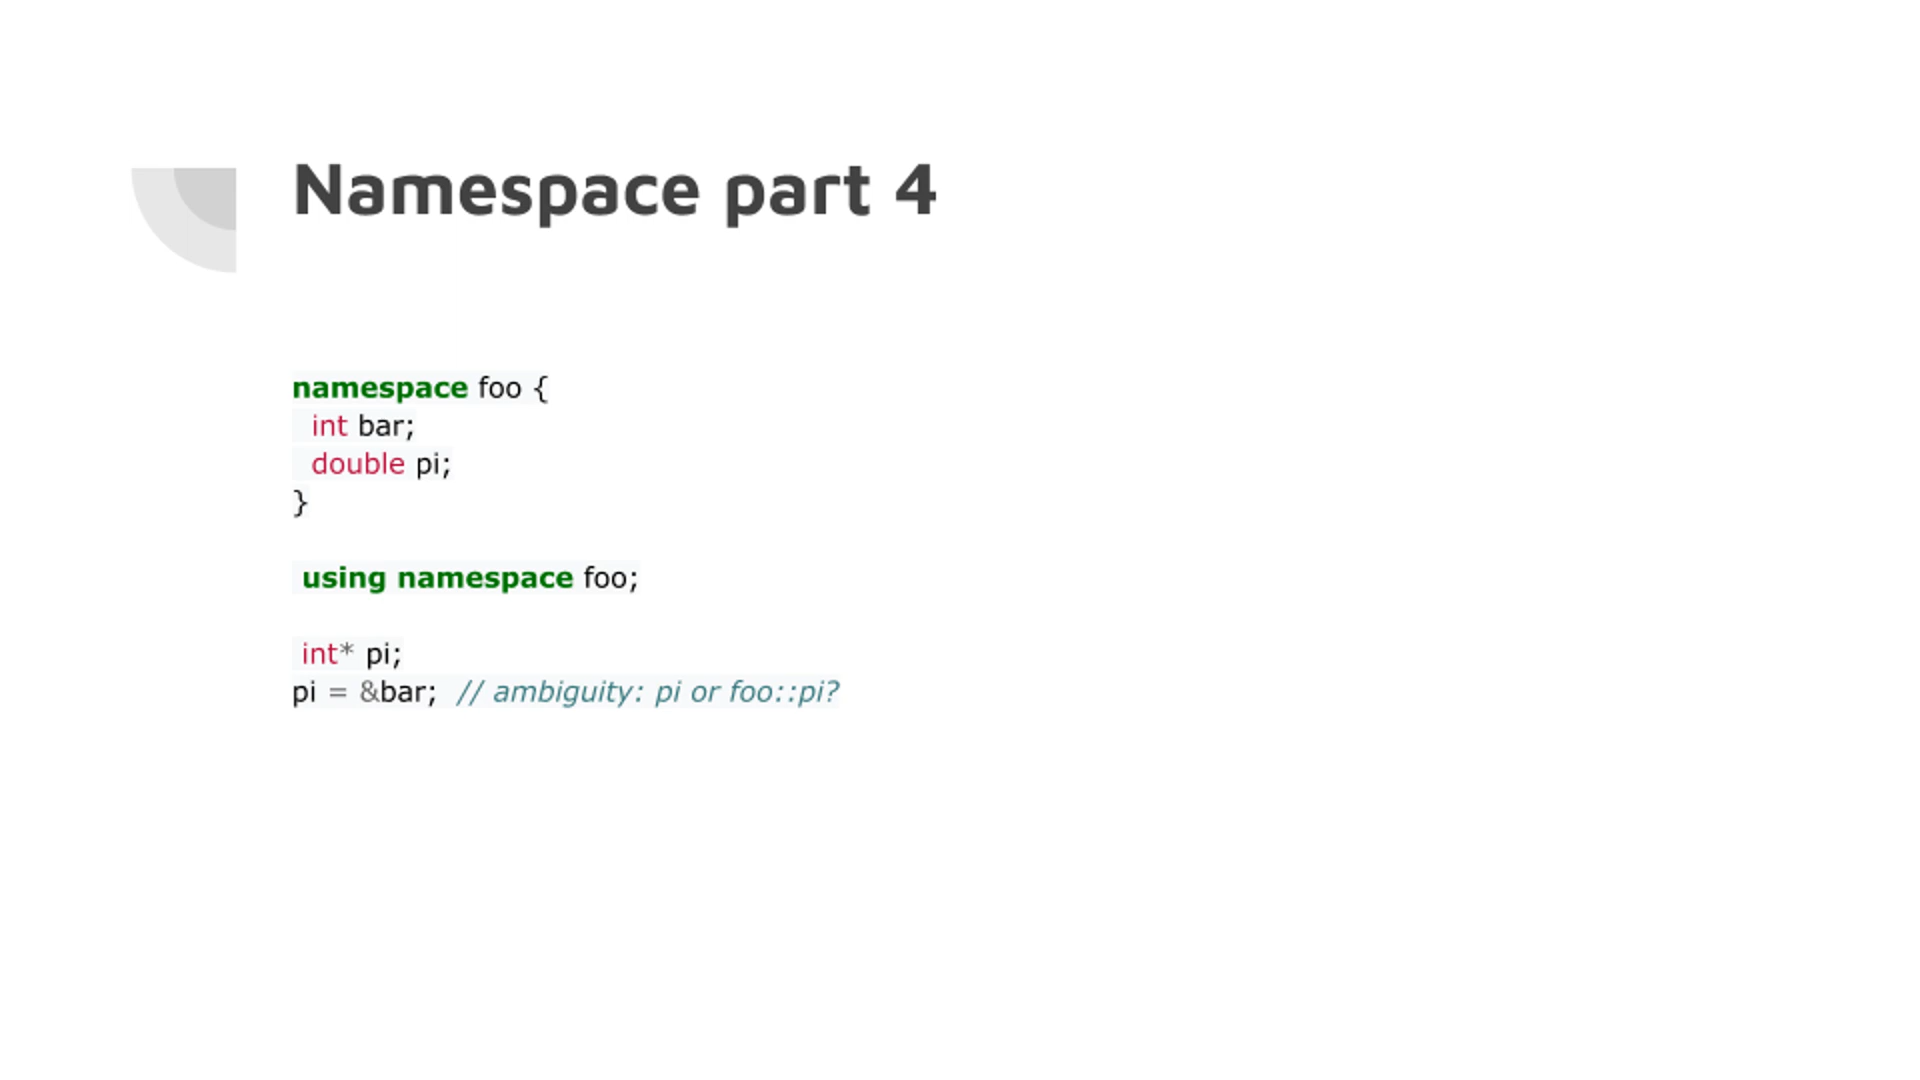 Namespace part 4
namespace foo {
  int bar;
  double pi;
}
using namespace foo;
int* pi;
pi = &bar;  // ambiguity: pi or foo::pi?